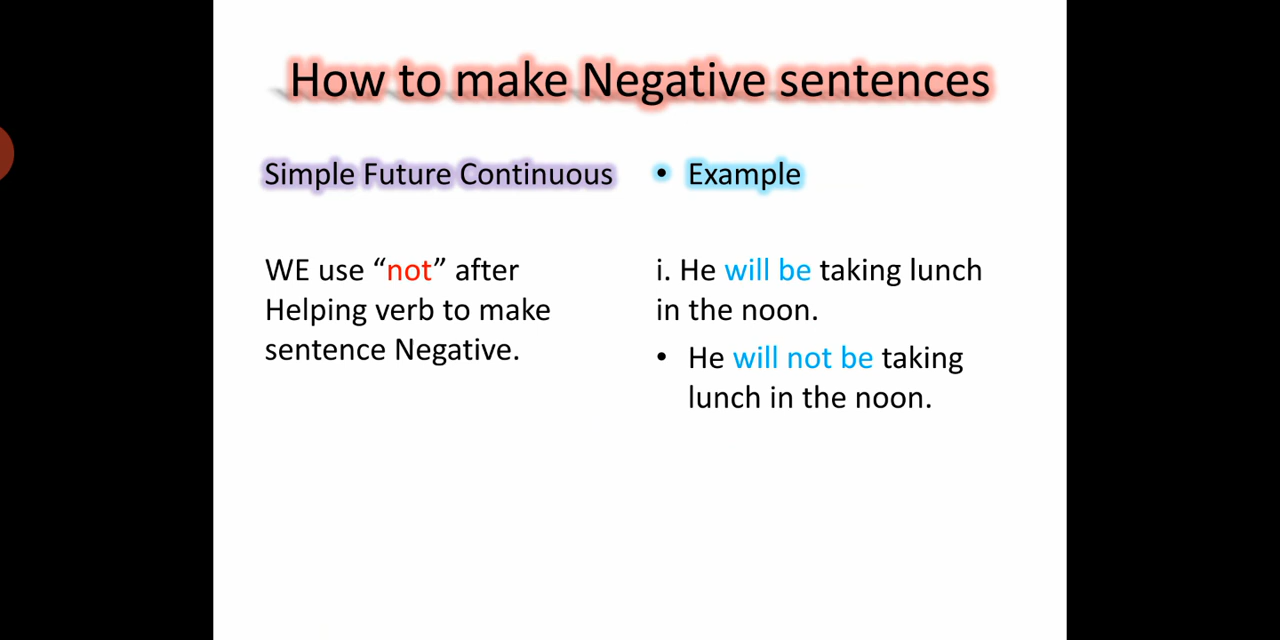 How to make Negative sentences
Simple Future Continuous
WE use “not” after
Helping verb to make
sentence Negative.
• Example
i. He will be taking lunch
in the noon.
• He will not be taking
lunch in the noon.